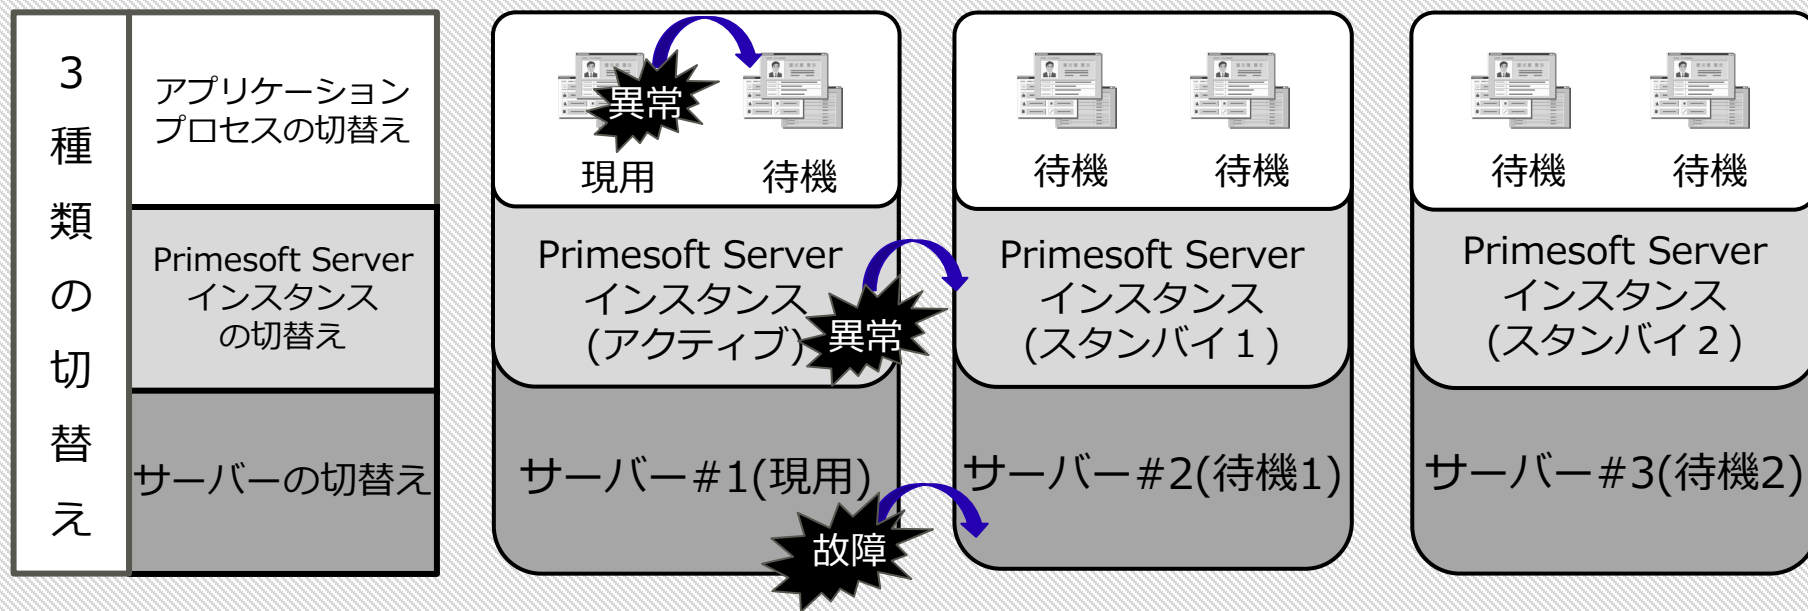 3
種
類
の
切
替
え
アプリケーション
プロセスの切替え
Primesoft Server
インスタンス
の切替え
サーバーの切替え
異常
現用
待機
Primesoft Server
インスタンス
(アクティブ)
異常
サーバー#1(現用)
故障
待機
待機
Primesoft Server
インスタンス
(スタンバイ１)
サーバー#2(待機1)
待機
待機
Primesoft Server
インスタンス
(スタンバイ２)
サーバー#3(待機2)